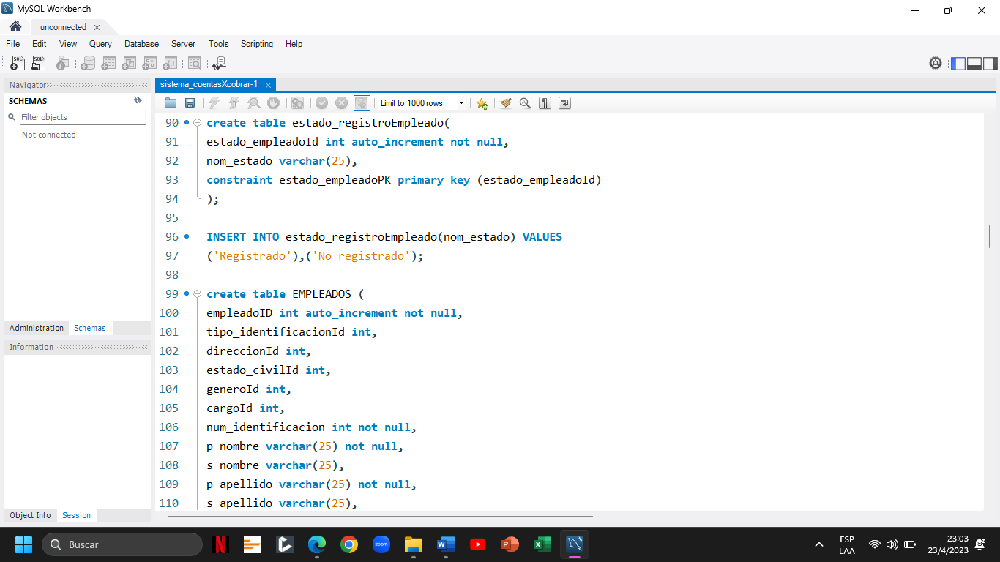 MySQL Workbench
unconnected
File Edit View Query Database Server Tools Scripting Help
SQL SQL
Navigator
sistema_cuentasXcobrar-1
SCHEMAS
Limit to 1000 rows
Filter objects
Not connected
90 create table estado_registroEmpleado(
91 estado_empleadoId int auto_increment not null,
92 nom_estado varchar(25),
93 constraint estado_empleadoPK primary key (estado_empleadoId)
94 );
95
96 INSERT INTO estado_registroEmpleado(nom_estado) VALUES
97 ('Registrado'),('No registrado');
98
99 create table EMPLEADOS (
100 empleadoID int auto_increment not null,
101 tipo_identificacionId int,
102 direccionId int,
103 estado_civilId int,
104 generoId int,
105 cargoId int,
106 num_identificacion int not null,
107 p_nombre varchar(25) not null,
108 s_nombre varchar(25),
109 p_apellido varchar(25) not null,
110 s_apellido varchar(25),
Administration Schemas
Information
Object Info Session
Buscar
zoom
ESP
LAA
23:03
23/4/2023